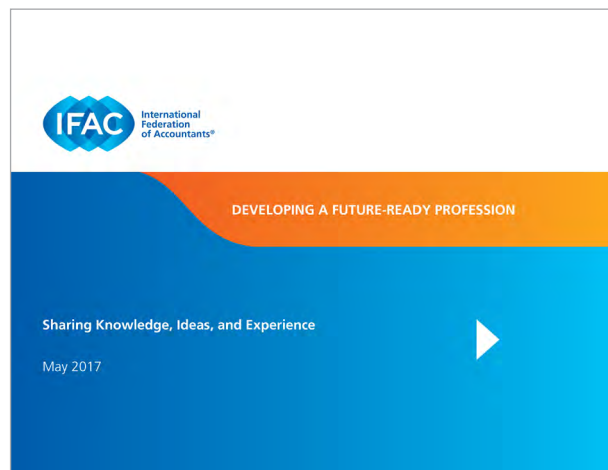 IFAC
International
Federation
of Accountants®
DEVELOPING A FUTURE-READY PROFESSION
Sharing Knowledge, Ideas, and Experience
May 2017